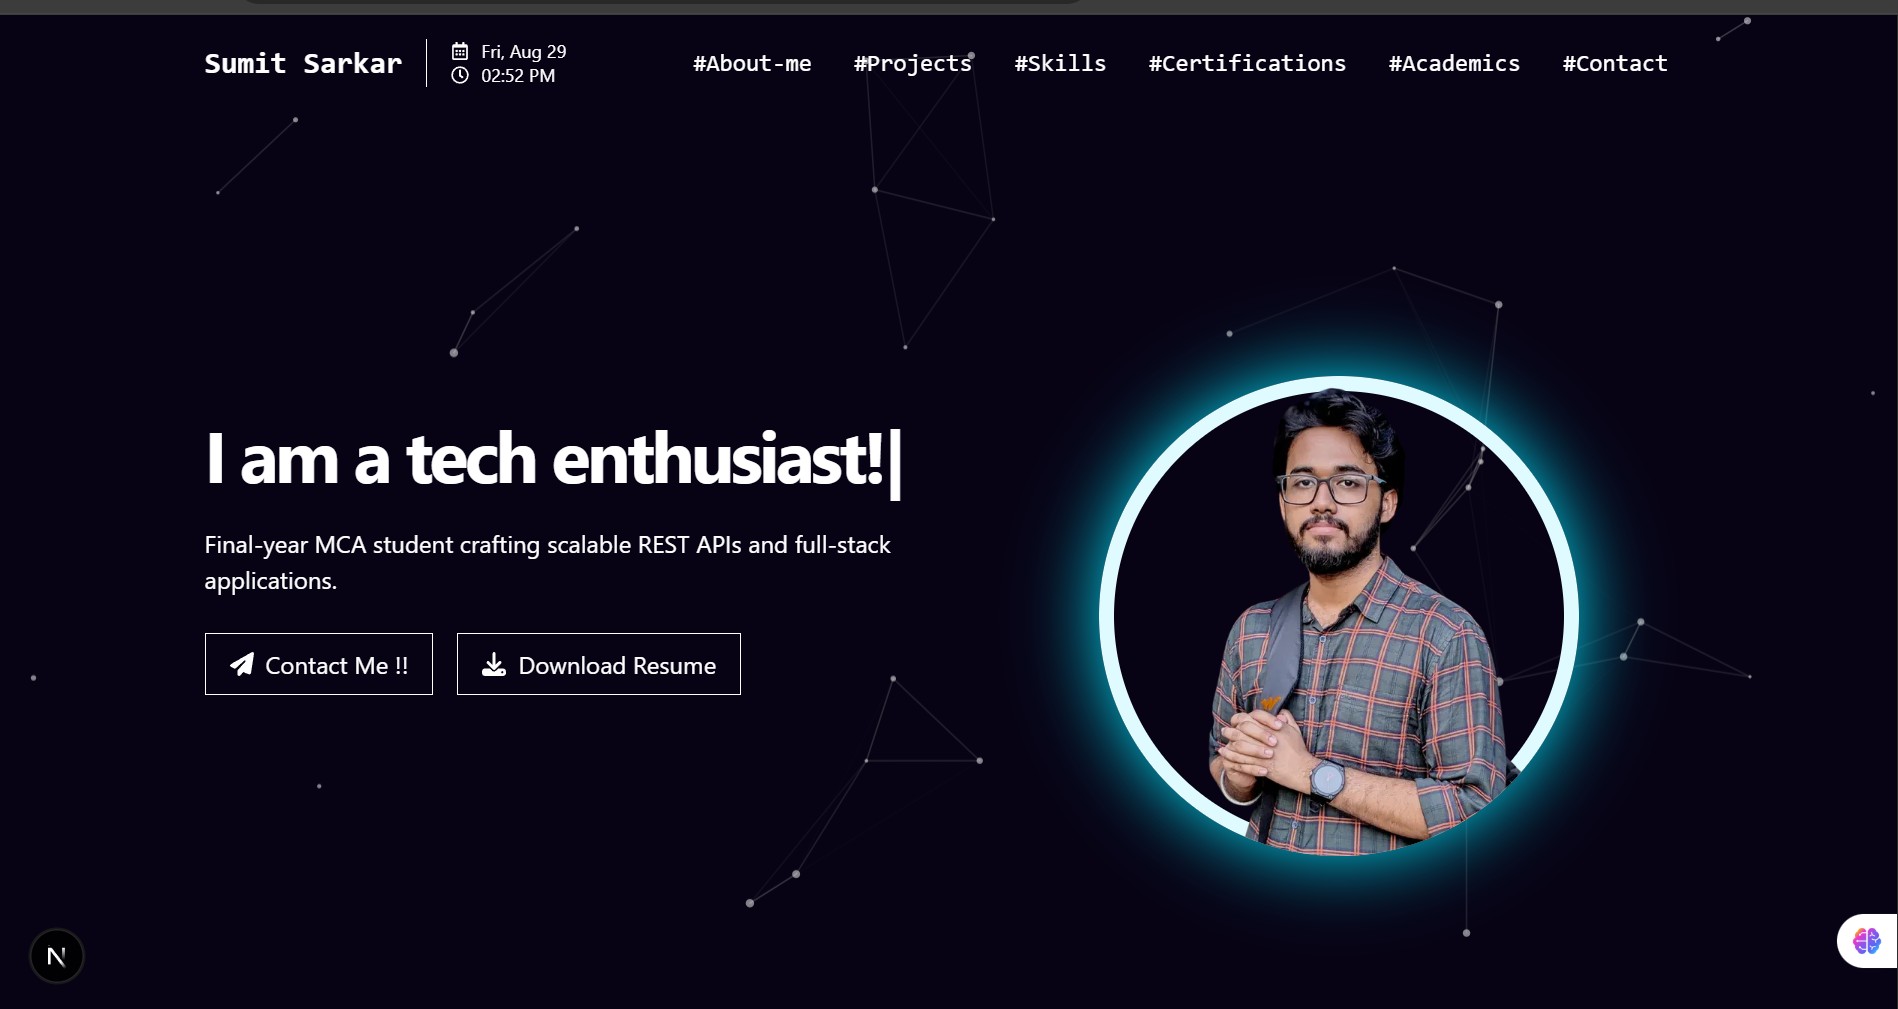 Sumit Sarkar
Fri, Aug 29
02:52 PM
#About-me
#Projects
#Skills
#Certifications
#Academics
#Contact
I am a tech enthusiast!|
Final-year MCA student crafting scalable REST APIs and full-stack
applications.
Contact Me !!
Download Resume
N